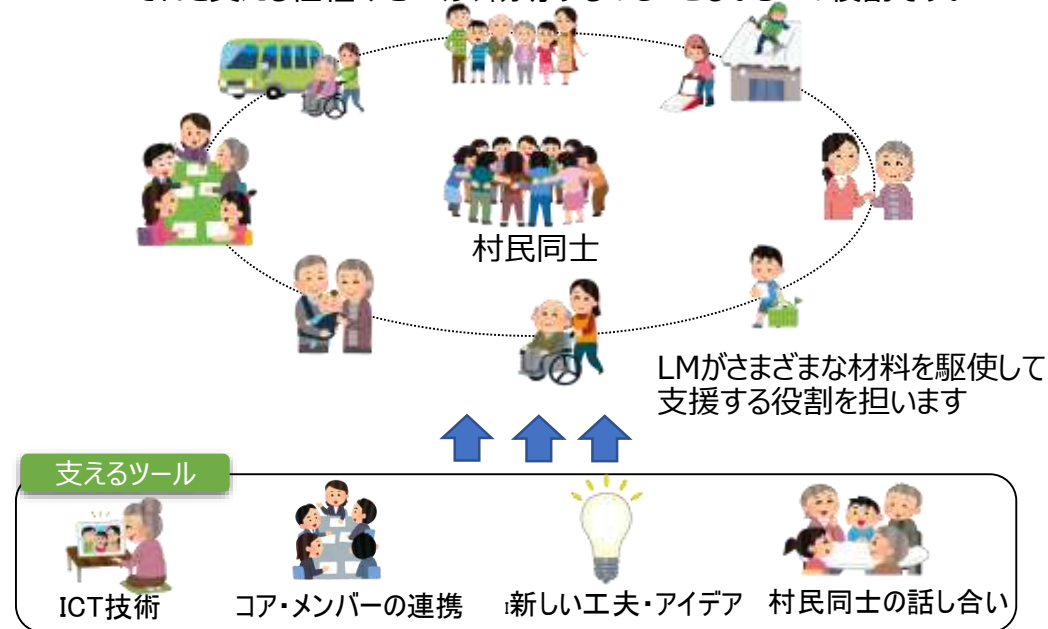 村民同士
LMがさまざまな材料を駆使して
支援する役割を担います
支えるツール
ICT技術
コア・メンバーの連携
新しい工夫・アイデア
村民同士の話し合い